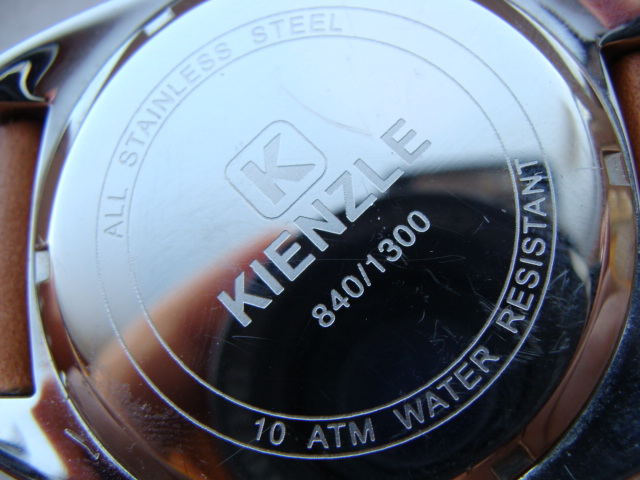 ALL STAINLESS STEEL
K
KIENZLE
840/1300
10 ATM WATER RESISTANT